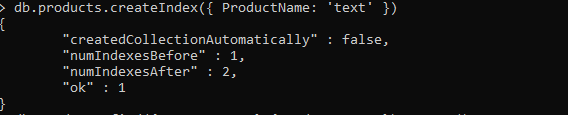 > db.products.createIndex({ ProductName: 'text' })
{
        "createdCollectionAutomatically" : false,
        "numIndexesBefore" : 1,
        "numIndexesAfter" : 2,
        "ok" : 1
}